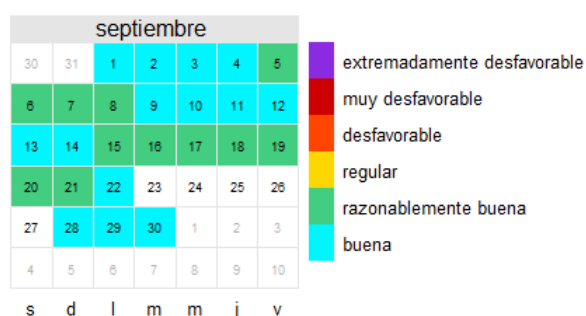 septiembre
30 31 1 2 3 4 5
6 7 8 9 10 11 12
13 14 15 16 17 18 19
20 21 22 23 24 25 26
27 28 29 30 1 2 3
4 5 6 7 8 9 10
s d l m m j v
extremadamente desfavorable
muy desfavorable
desfavorable
regular
razonablemente buena
buena